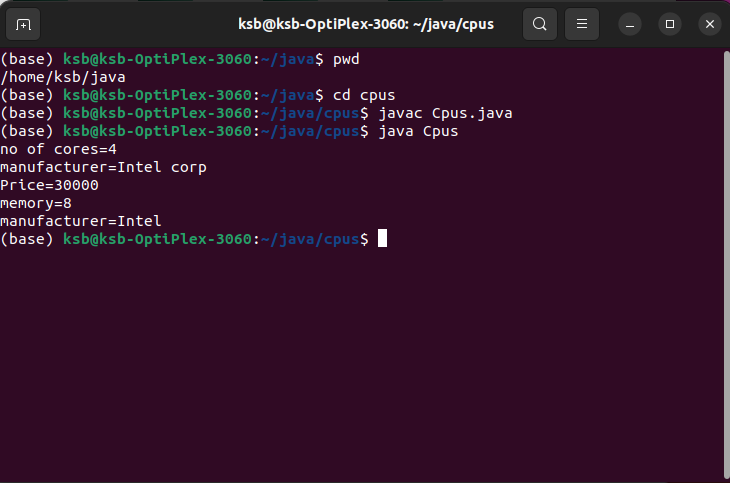 ksb@ksb-OptiPlex-3060: ~/java/cpus
(base) ksb@ksb-OptiPlex-3060:~/java$ pwd
/home/ksb/java
(base) ksb@ksb-OptiPlex-3060:~/java$ cd cpus
(base) ksb@ksb-OptiPlex-3060:~/java/cpus$ javac Cpus.java
(base) ksb@ksb-OptiPlex-3060:~/java/cpus$ java Cpus
no of cores=4
manufacturer=Intel corp
Price=30000
memory=8
manufacturer=Intel
(base) ksb@ksb-OptiPlex-3060:~/java/cpus$